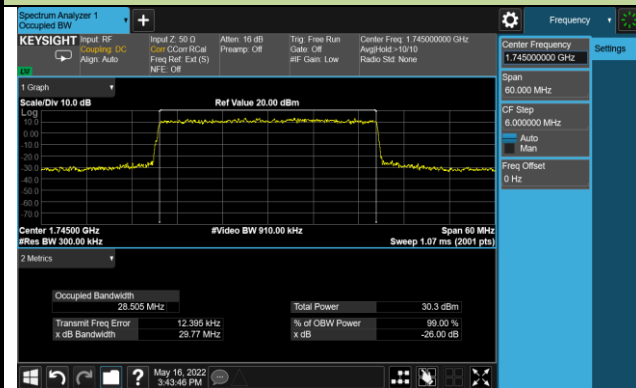 Spectrum Analyzer 1
Occupied BW
Frequency
KEYSIGHT
Input: RF
Coupling: DC
Align: Auto
Input Z: 50 Ω
Corr CCorr RCal
Freq Ref: Ext (S)
NFE: Off
Atten: 16 dB
Preamp: Off
Trig: Free Run
Gate: Off
#IF Gain: Low
Center Freq: 1.745000000 GHz
Avg|Hold:>10/10
Radio Std: None
Center Frequency
1.745000000 GHz
Settings
Span
60.000 MHz
CF Step
6.000000 MHz
Auto
Man
Freq Offset
0 Hz
1 Graph
Scale/Div 10.0 dB
Ref Value 20.00 dBm
Log
10.0
0.00
-10.0
-20.0
-30.0
-40.0
-50.0
-60.0
-70.0
Center 1.74500 GHz
#Video BW 910.00 kHz
Span 60 MHz
#Res BW 300.00 kHz
Sweep 1.07 ms (2001 pts)
2 Metrics
Occupied Bandwidth
28.505 MHz
Total Power 30.3 dBm
Transmit Freq Error 12.395 kHz
% of OBW Power 99.00 %
x dB Bandwidth 29.77 MHz
x dB -26.00 dB
?
May 16, 2022
3:43:46 PM